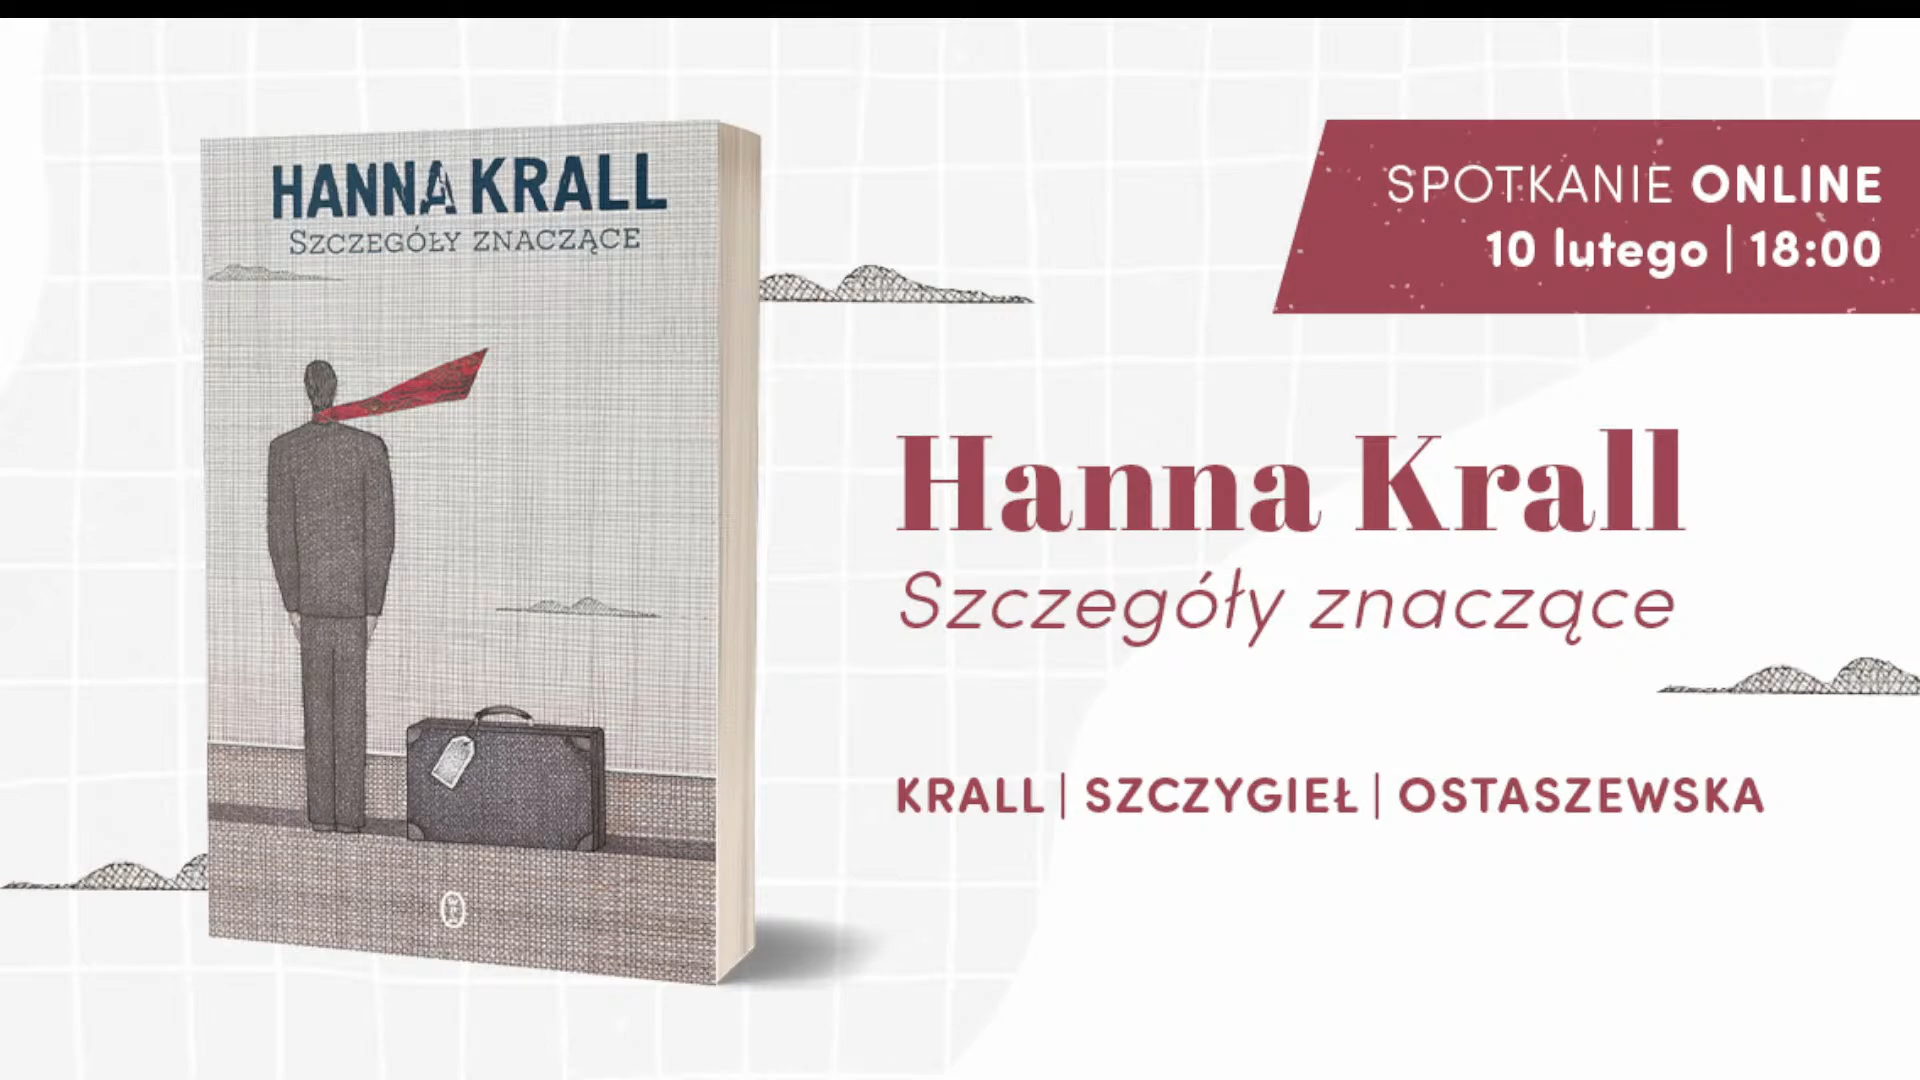 HANNA KRALL
SZCZEGÓŁY ZNACZĄCE
SPOTKANIE ONLINE
10 lutego | 18:00
Hanna Krall
Szczegóły znaczące
KRALL | SZCZYGIEŁ | OSTASZEWSKA